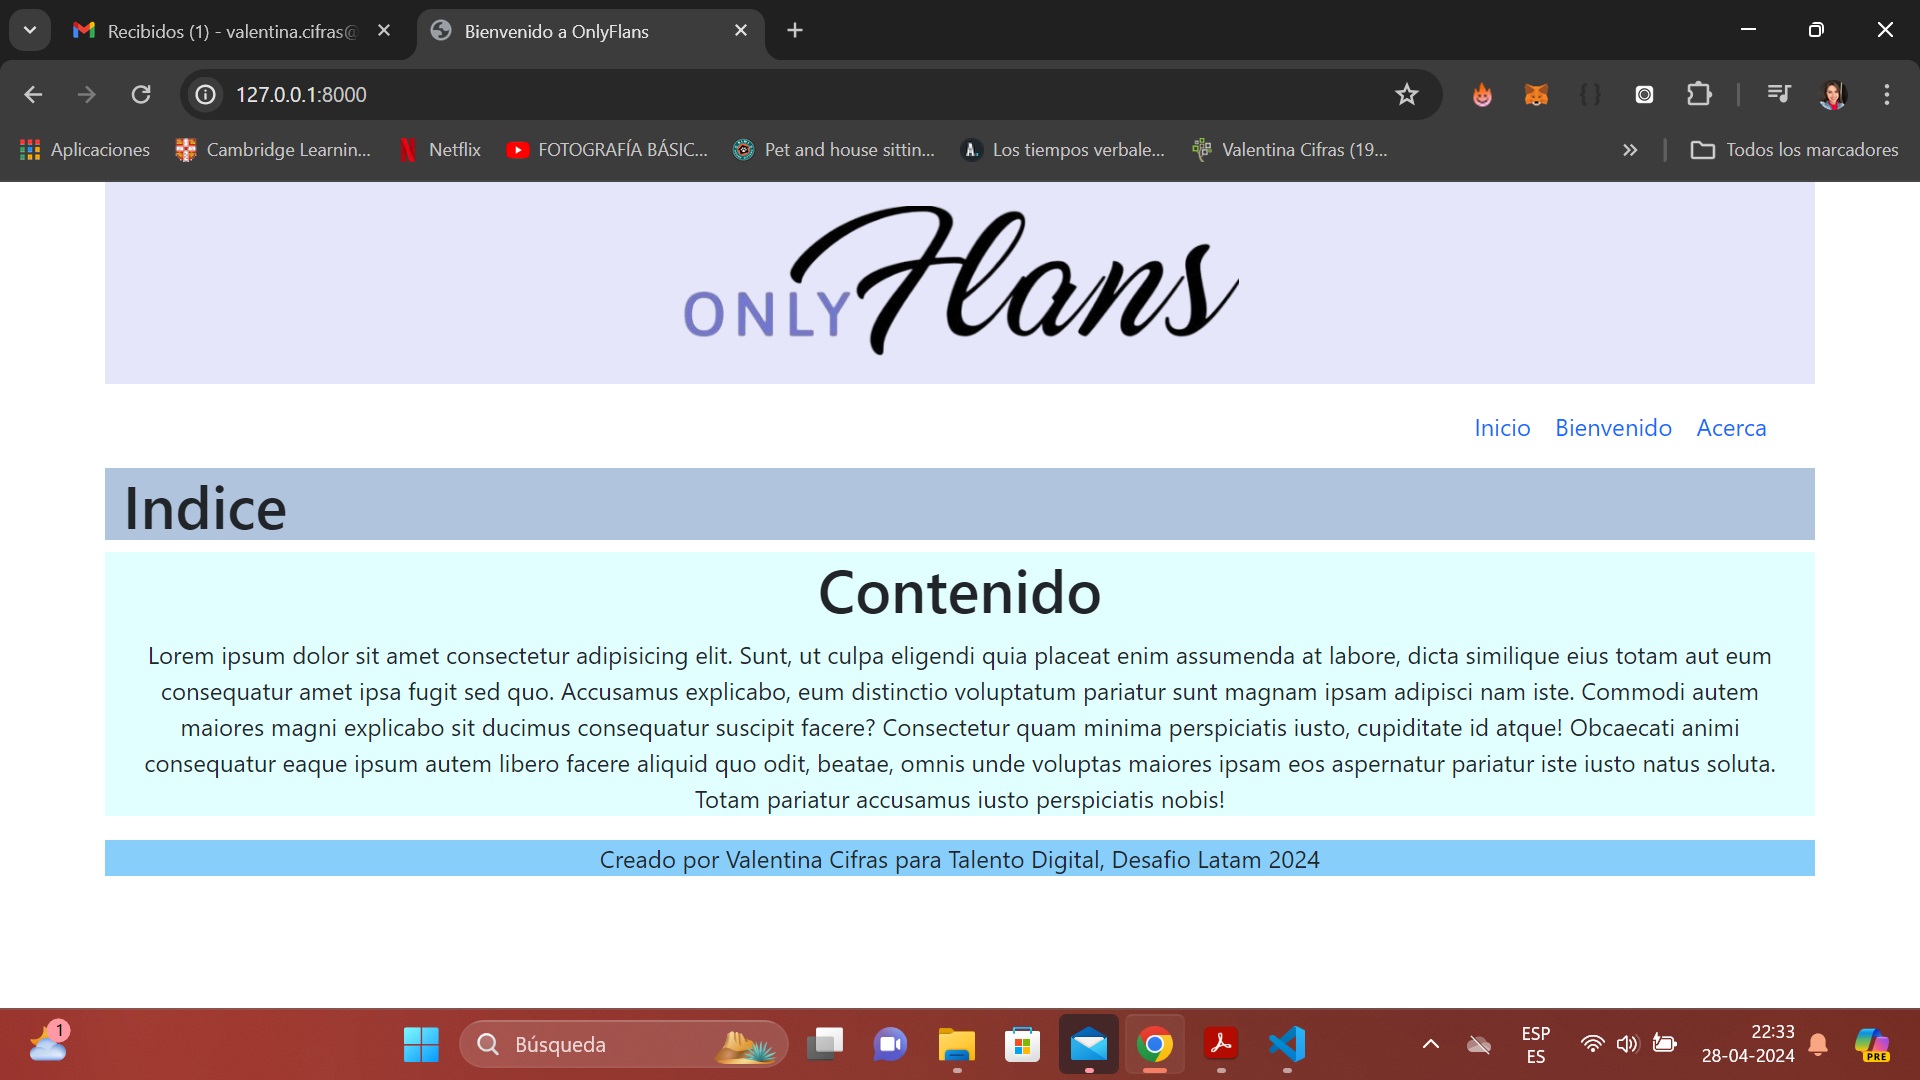 Recibidos (1) - valentina.cifras@
Bienvenido a OnlyFlans
127.0.0.1:8000
Aplicaciones
Cambridge Learnin...
Netflix
FOTOGRAFÍA BÁSIC...
Pet and house sittin...
A.
Los tiempos verbale...
Valentina Cifras (19...
Todos los marcadores
ONLY Flans
Inicio Bienvenido Acerca
Indice
Contenido
Lorem ipsum dolor sit amet consectetur adipisicing elit. Sunt, ut culpa eligendi quia placeat enim assumenda at labore, dicta similique eius totam aut eum
consequatur amet ipsa fugit sed quo. Accusamus explicabo, eum distinctio voluptatum pariatur sunt magnam ipsam adipisci nam iste. Commodi autem
maiores magni explicabo sit ducimus consequatur suscipit facere? Consectetur quam minima perspiciatis iusto, cupiditate id atque! Obcaecati animi
consequatur eaque ipsum autem libero facere aliquid quo odit, beatae, omnis unde voluptas maiores ipsam eos aspernatur pariatur iste iusto natus soluta.
Totam pariatur accusamus iusto perspiciatis nobis!
Creado por Valentina Cifras para Talento Digital, Desafio Latam 2024
1
Búsqueda
ESP
ES
22:33
28-04-2024
PRE